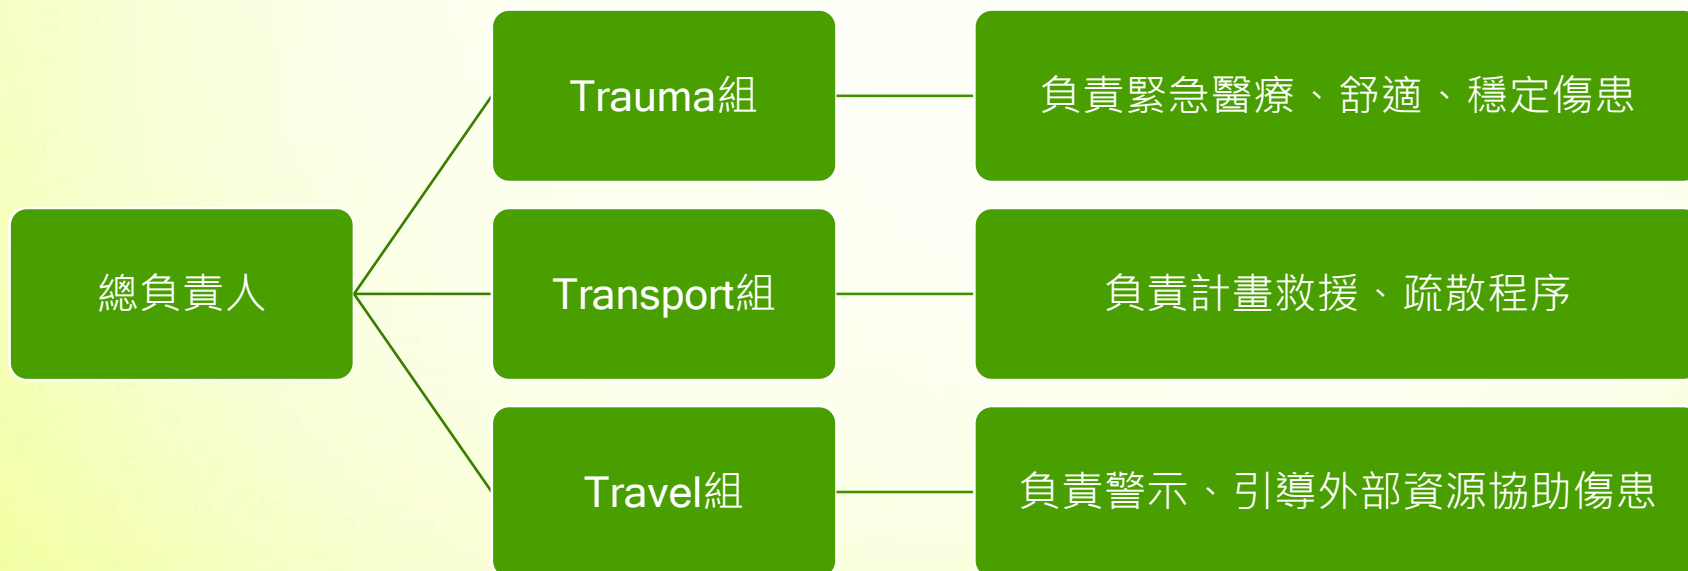 Trauma組
負責緊急醫療、舒適、穩定傷患
總負責人
Transport組
負責計畫救援、疏散程序
Travel組
負責警示、引導外部資源協助傷患